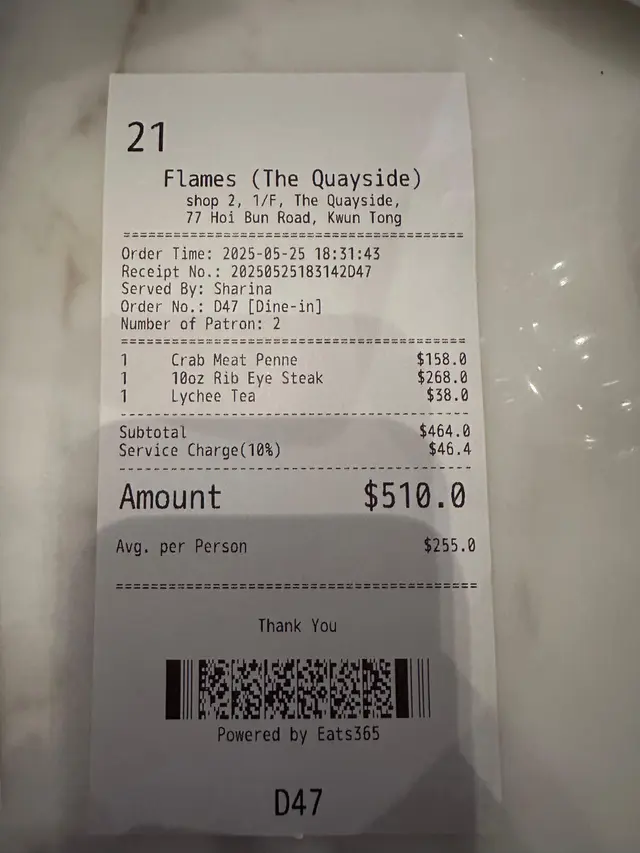 21
Flames (The Quayside)
shop 2, 1/F, The Quayside,
77 Hoi Bun Road, Kwun Tong
Order Time: 2025-05-25 18:31:43
Receipt No.: 20250525183142D47
Served By: Sharina
Order No.: D47 [Dine-in]
Number of Patron: 2
1 Crab Meat Penne $158.0
1 10oz Rib Eye Steak $268.0
1 Lychee Tea $38.0
Subtotal $464.0
Service Charge(10%) $46.4
Amount $510.0
Avg. per Person $255.0
Thank You
Powered by Eats365
D47